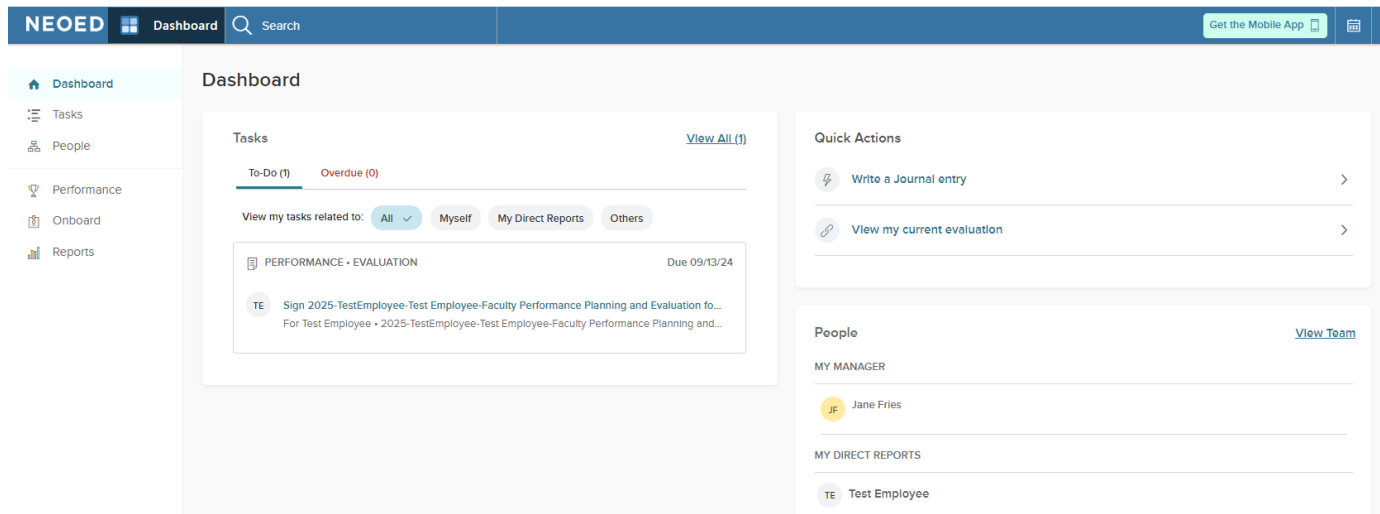 NEOED Dashboard Search Get the Mobile App
Dashboard
Tasks
People
Performance
Onboard
Reports
Dashboard
Tasks View All (1)
To-Do (1) Overdue (0)
View my tasks related to: All Myself My Direct Reports Others
PERFORMANCE • EVALUATION Due 09/13/24
TE Sign 2025-TestEmployee-Test Employee-Faculty Performance Planning and Evaluation fo...
For Test Employee • 2025-TestEmployee-Test Employee-Faculty Performance Planning and...
Quick Actions
Write a Journal entry
View my current evaluation
People View Team
MY MANAGER
JF Jane Fries
MY DIRECT REPORTS
TE Test Employee